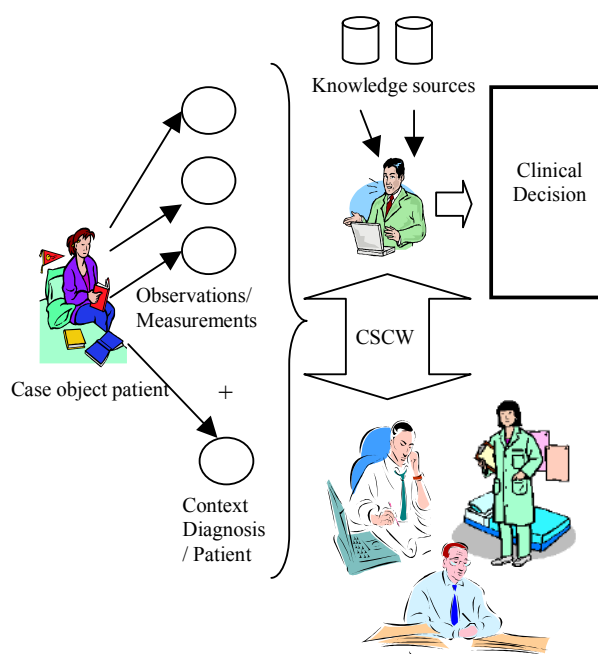 Knowledge sources
Clinical
Decision
Observations/
Measurements
CSCW
Case object patient
+
Context
Diagnosis
/ Patient